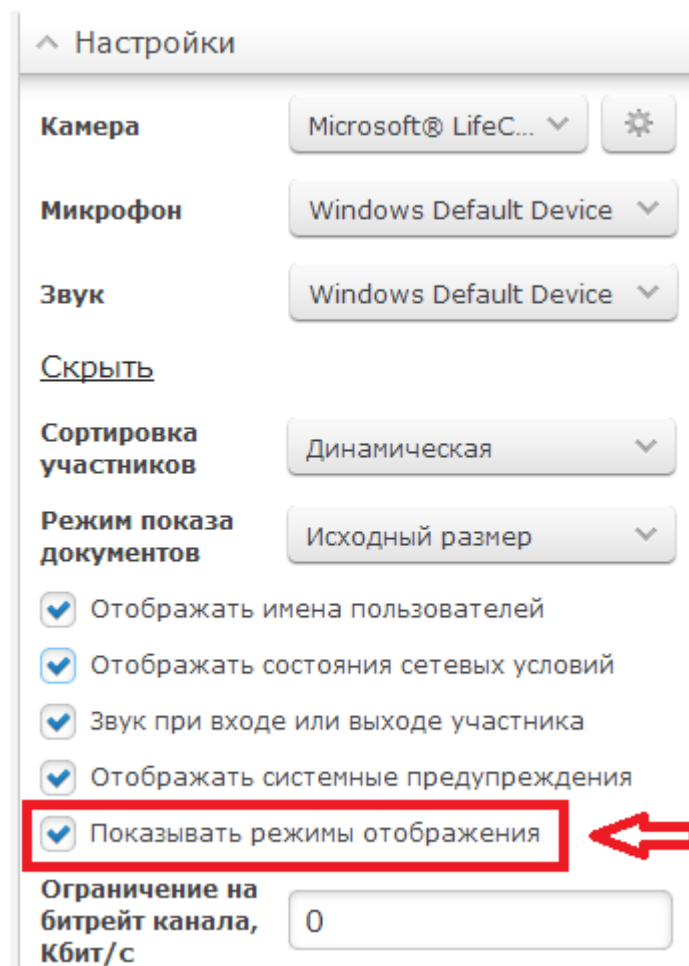 Настройки
Камера
Microsoft® LifeC...
Микрофон
Windows Default Device
Звук
Windows Default Device
Скрыть
Сортировка
участников
Динамическая
Режим показа
документов
Исходный размер
Отображать имена пользователей
Отображать состояния сетевых условий
Звук при входе или выходе участника
Отображать системные предупреждения
Показывать режимы отображения
Ограничение на
битрейт канала,
Кбит/с
0